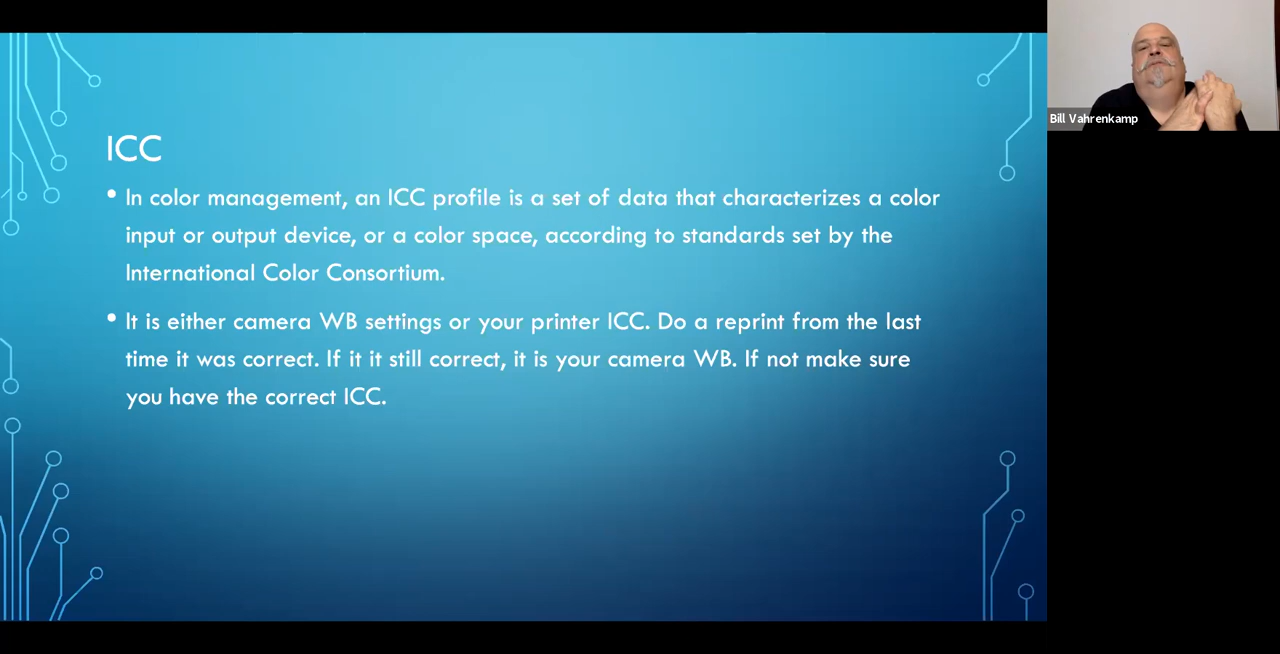 ICC
• In color management, an ICC profile is a set of data that characterizes a color
input or output device, or a color space, according to standards set by the
International Color Consortium.
• It is either camera WB settings or your printer ICC. Do a reprint from the last
time it was correct. If it it still correct, it is your camera WB. If not make sure
you have the correct ICC.
Bill Vahrenkamp